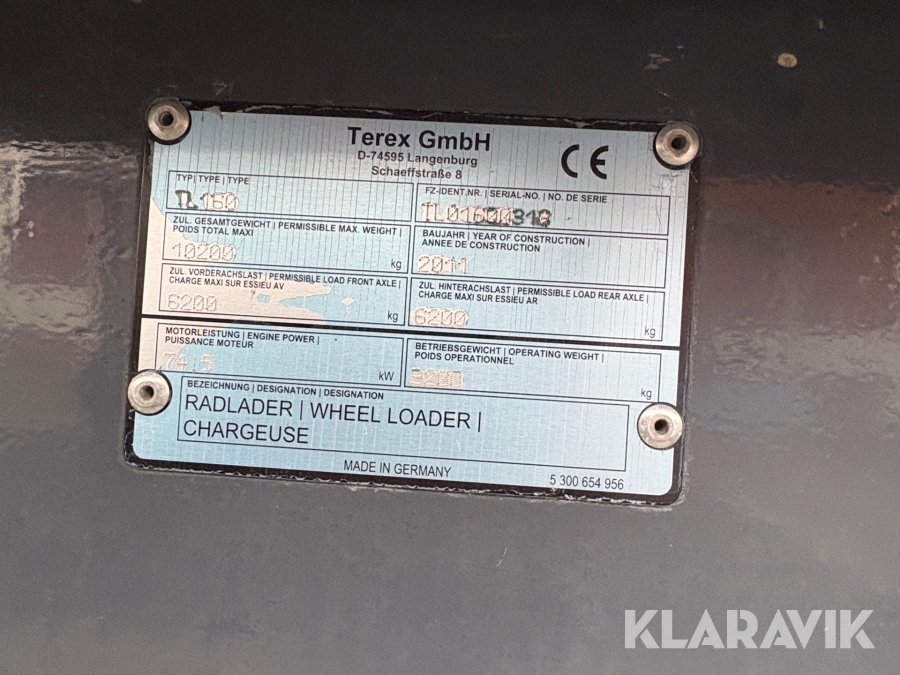 Terex GmbH
D-74595 Langenburg
Schaeffstraße 8
CE
TYP | TYPE | TYPE
TL160
FZ-IDENT.NR. | SERIAL-NO. | NO. DE SERIE
ZUL. GESAMTGEWICHT | PERMISSIBLE MAX. WEIGHT |
POIDS TOTAL MAXI
10200 kg
BAUJAHR | YEAR OF CONSTRUCTION |
ANNEE DE CONSTRUCTION
2011
ZUL. VORDERACHSLAST | PERMISSIBLE LOAD FRONT AXLE |
CHARGE MAXI SUR ESSIEU AV
6200 kg
ZUL. HINTERACHSLAST | PERMISSIBLE LOAD REAR AXLE |
CHARGE MAXI SUR ESSIEU AR
6200 kg
MOTORLEISTUNG | ENGINE POWER |
PUISSANCE MOTEUR
74.5 kW
BETRIEBSGEWICHT | OPERATING WEIGHT |
POIDS OPERATIONNEL
kg
BEZEICHNUNG | DESIGNATION | DESIGNATION
RADLADER | WHEEL LOADER |
CHARGEUSE
MADE IN GERMANY
5 300 654 956
KLARAVIK